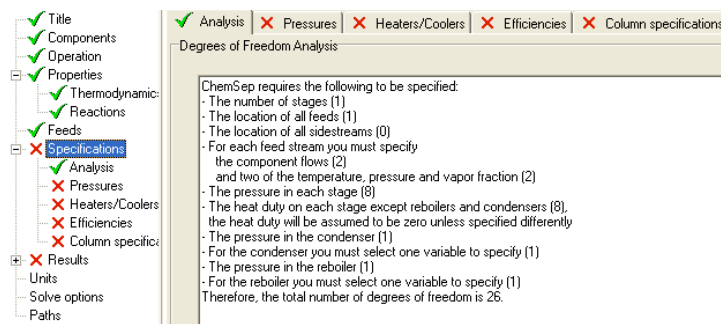 Title
Components
Operation
Properties
Thermodynamic:
Reactions
Feeds
Specifications
Analysis
Pressures
Heaters/Coolers
Efficiencies
Column specifica
Results
Units
Solve options
Paths
Analysis Pressures Heaters/Coolers Efficiencies Column specifications
Degrees of Freedom Analysis
ChemSep requires the following to be specified:
- The number of stages (1)
- The location of all feeds (1)
- The location of all sidestreams (0)
- For each feed stream you must specify
the component flows (2)
and two of the temperature, pressure and vapor fraction (2)
- The pressure in each stage (8)
- The heat duty on each stage except reboilers and condensers (8),
the heat duty will be assumed to be zero unless specified differently
- The pressure in the condenser (1)
- For the condenser you must select one variable to specify (1)
- The pressure in the reboiler (1)
- For the reboiler you must select one variable to specify (1)
Therefore, the total number of degrees of freedom is 26.